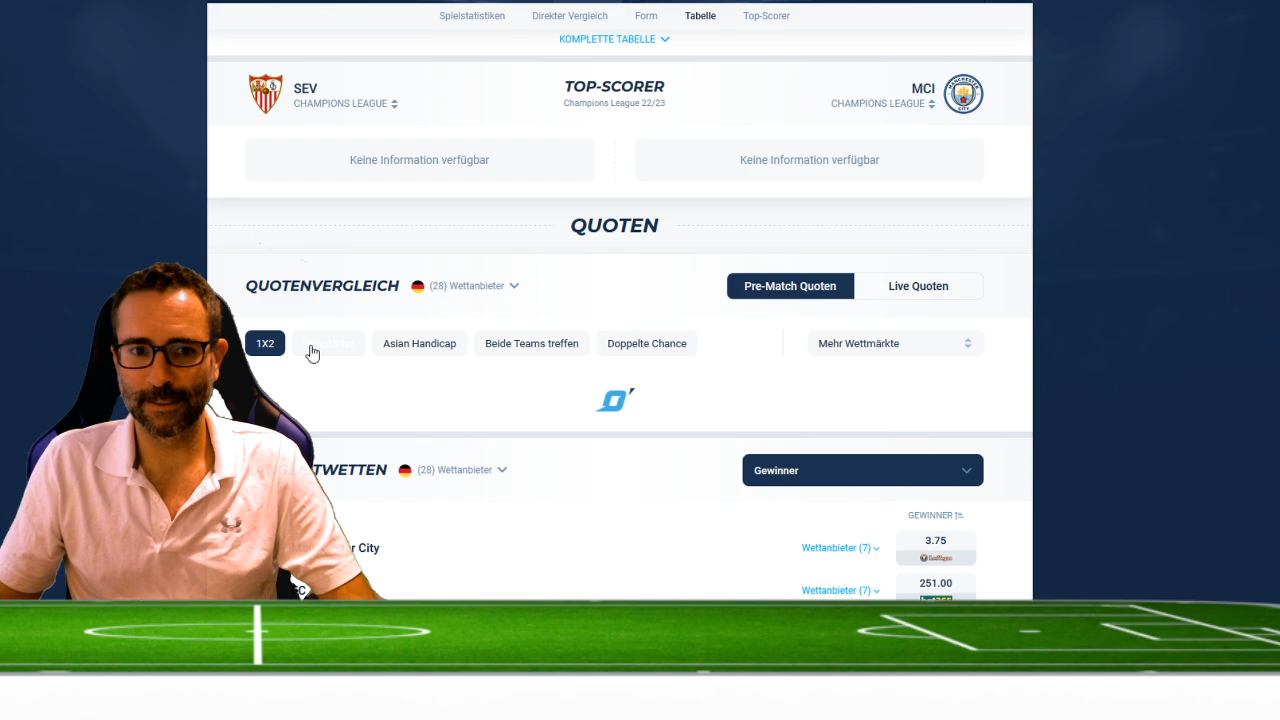 Spielstatistiken Direkter Vergleich Form Tabelle Top-Scorer
KOMPLETTE TABELLE
SEV
CHAMPIONS LEAGUE
TOP-SCORER
Champions League 22/23
MCI
CHAMPIONS LEAGUE
Keine Information verfügbar
Keine Information verfügbar
QUOTEN
QUOTENVERGLEICH (28) Wettanbieter
Pre-Match Quoten Live Quoten
1X2 Asian Handicap Beide Teams treffen Doppelte Chance Mehr Wettmärkte
TWETTEN (28) Wettanbieter
Gewinner
GEWINNER
r City Wettanbieter (7) 3.75
C Wettanbieter (7) 251.00